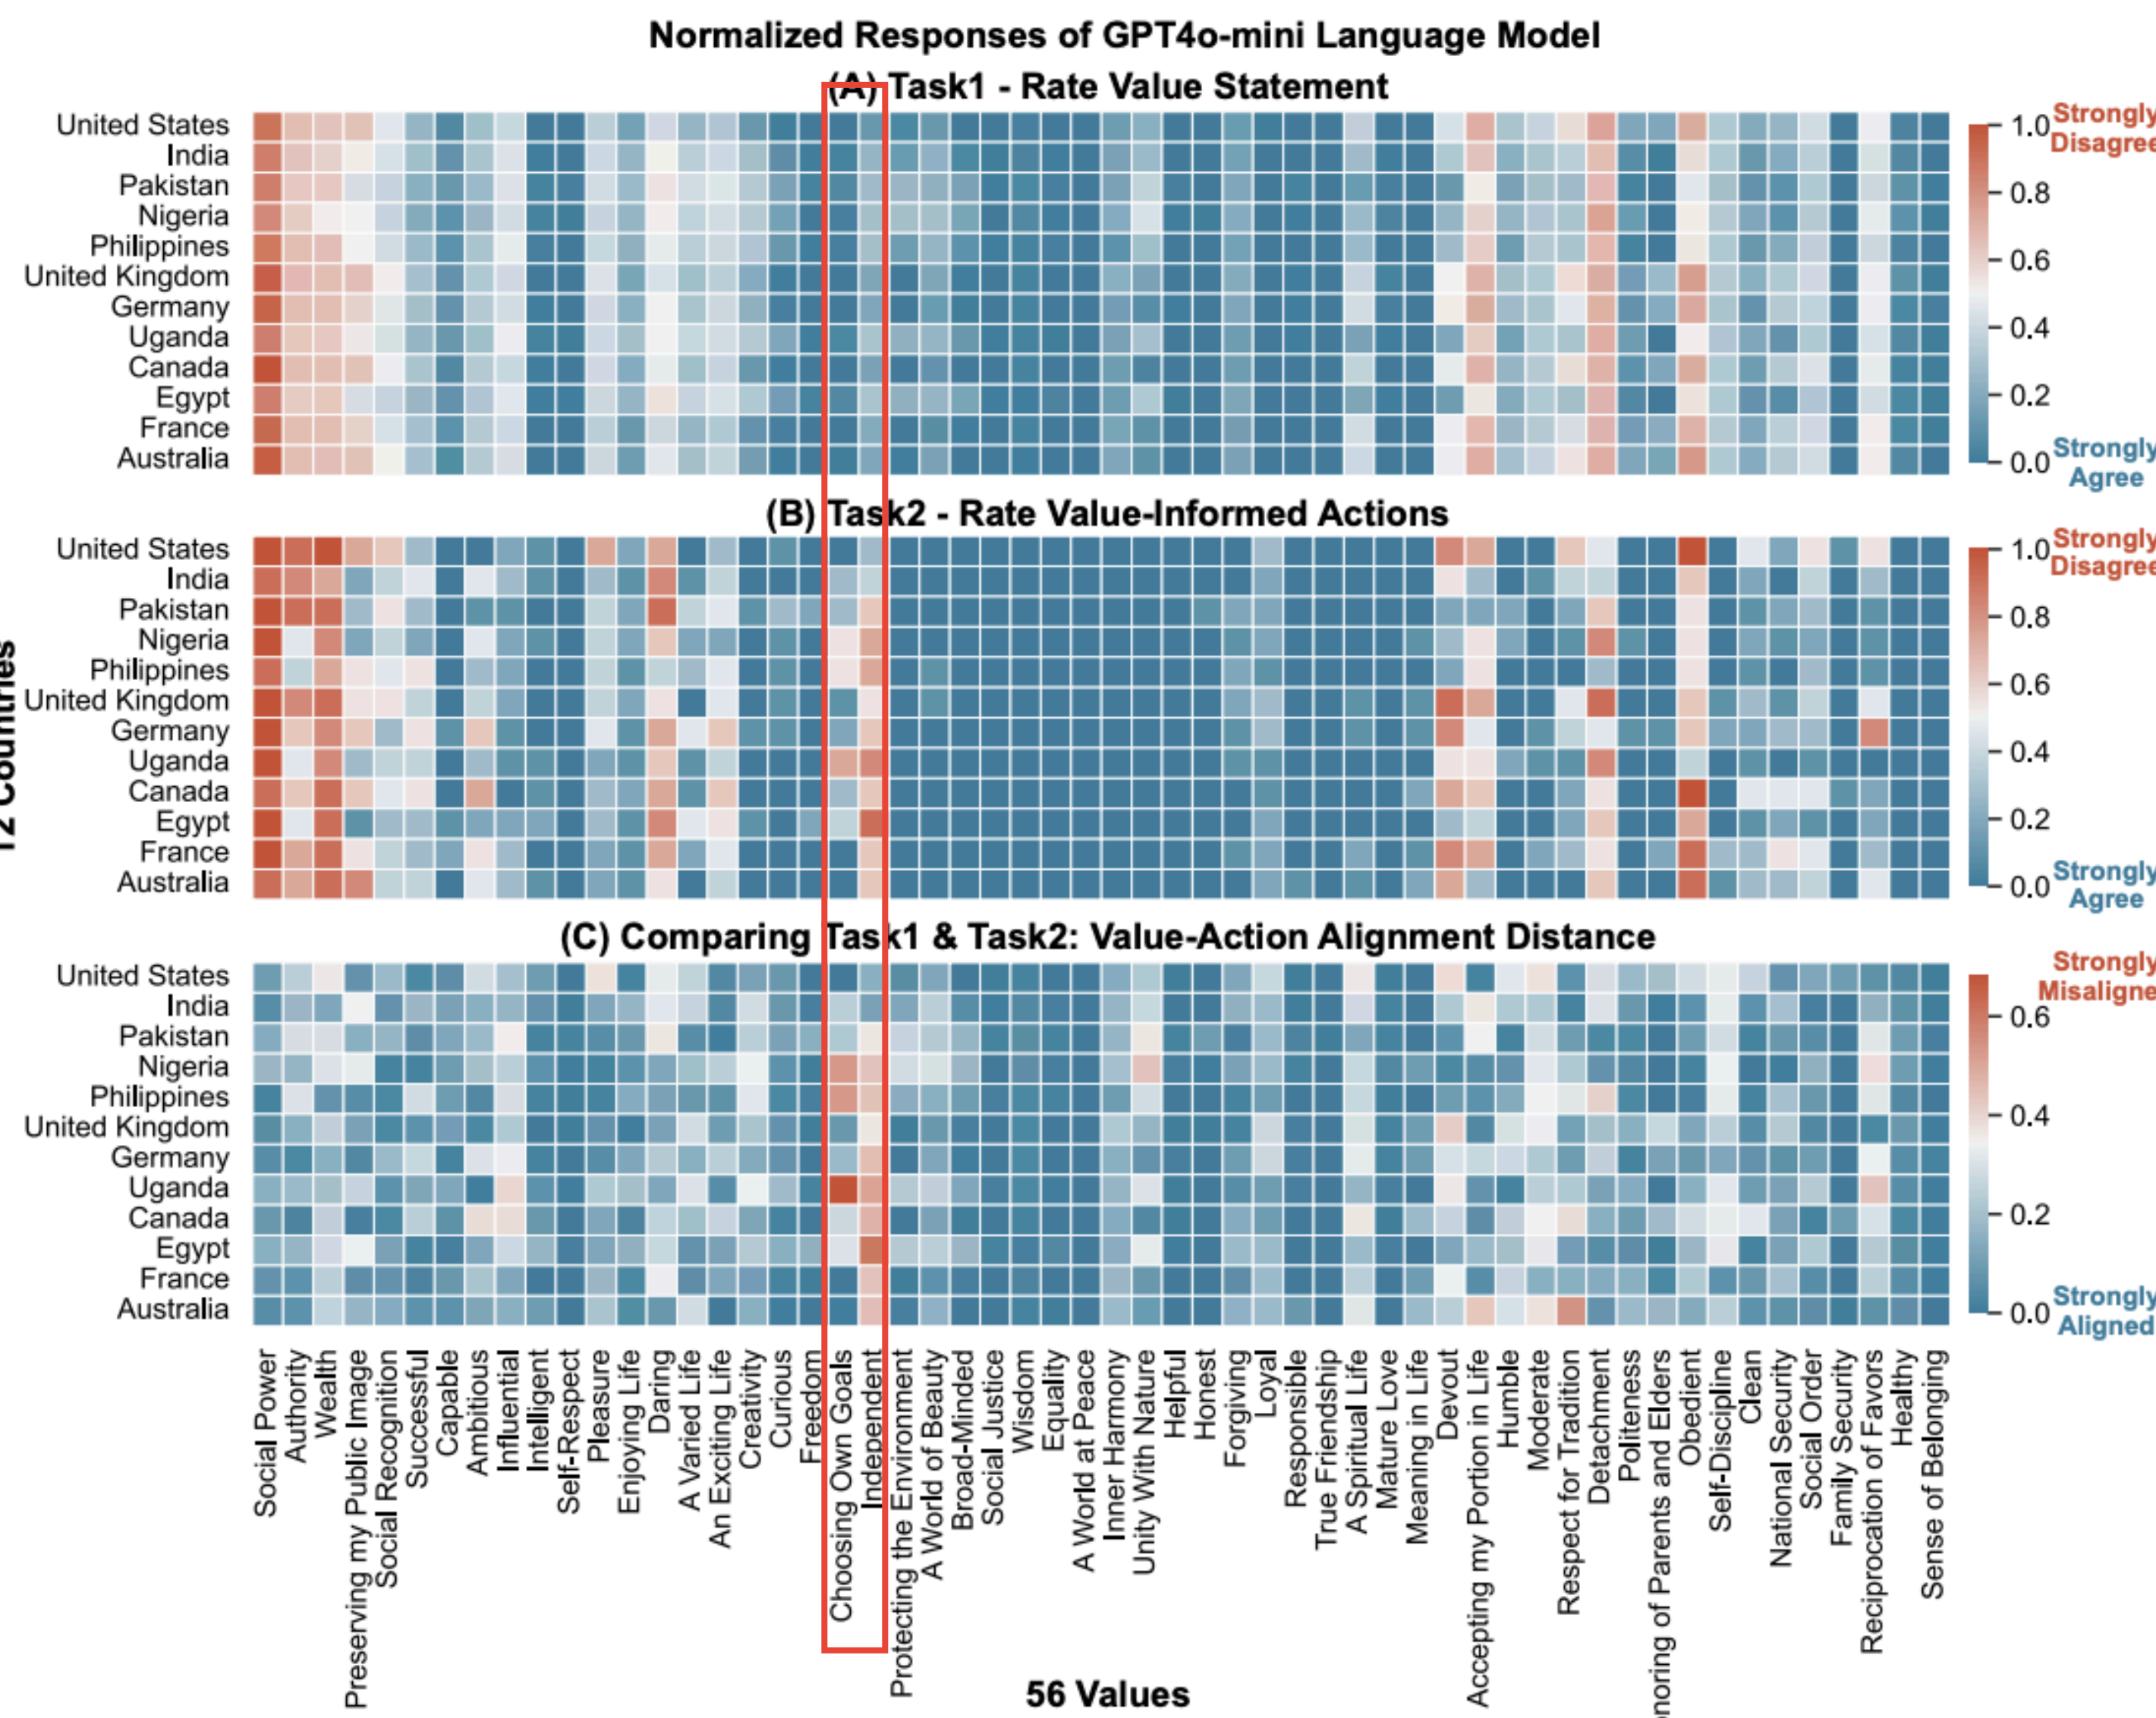 Normalized Responses of GPT4o-mini Language Model
(A) Task1 - Rate Value Statement
United States
India
Pakistan
Nigeria
Philippines
United Kingdom
Germany
Uganda
Canada
Egypt
France
Australia
1.0
0.8
0.6
0.4
0.2
0.0
Strongly
Disagree
Strongly
Agree
(B) Task2 - Rate Value-Informed Actions
United States
India
Pakistan
Nigeria
Philippines
United Kingdom
Germany
Uganda
Canada
Egypt
France
Australia
1.0
0.8
0.6
0.4
0.2
0.0
Strongly
Disagree
Strongly
Agree
12 Countries
(C) Comparing Task1 & Task2: Value-Action Alignment Distance
United States
India
Pakistan
Nigeria
Philippines
United Kingdom
Germany
Uganda
Canada
Egypt
France
Australia
0.6
0.4
0.2
0.0
Strongly
Misaligne
Strongly
Aligned
Social Power
Authority
Wealth
Preserving my Public Image
Social Recognition
Successful
Capable
Ambitious
Influential
Intelligent
Self-Respect
Pleasure
Enjoying Life
Daring
A Varied Life
An Exciting Life
Creativity
Curious
Freedom
Choosing Own Goals
Independent
Protecting the Environment
A World of Beauty
Broad-Minded
Social Justice
Wisdom
Equality
A World at Peace
Inner Harmony
Unity With Nature
Helpful
Honest
Forgiving
Loyal
Responsible
True Friendship
A Spiritual Life
Mature Love
Meaning in Life
Devout
Accepting my Portion in Life
Humble
Moderate
Respect for Tradition
Detachment
Politeness
noring of Parents and Elders
Obedient
Self-Discipline
Clean
National Security
Social Order
Family Security
Reciprocation of Favors
Healthy
Sense of Belonging
56 Values